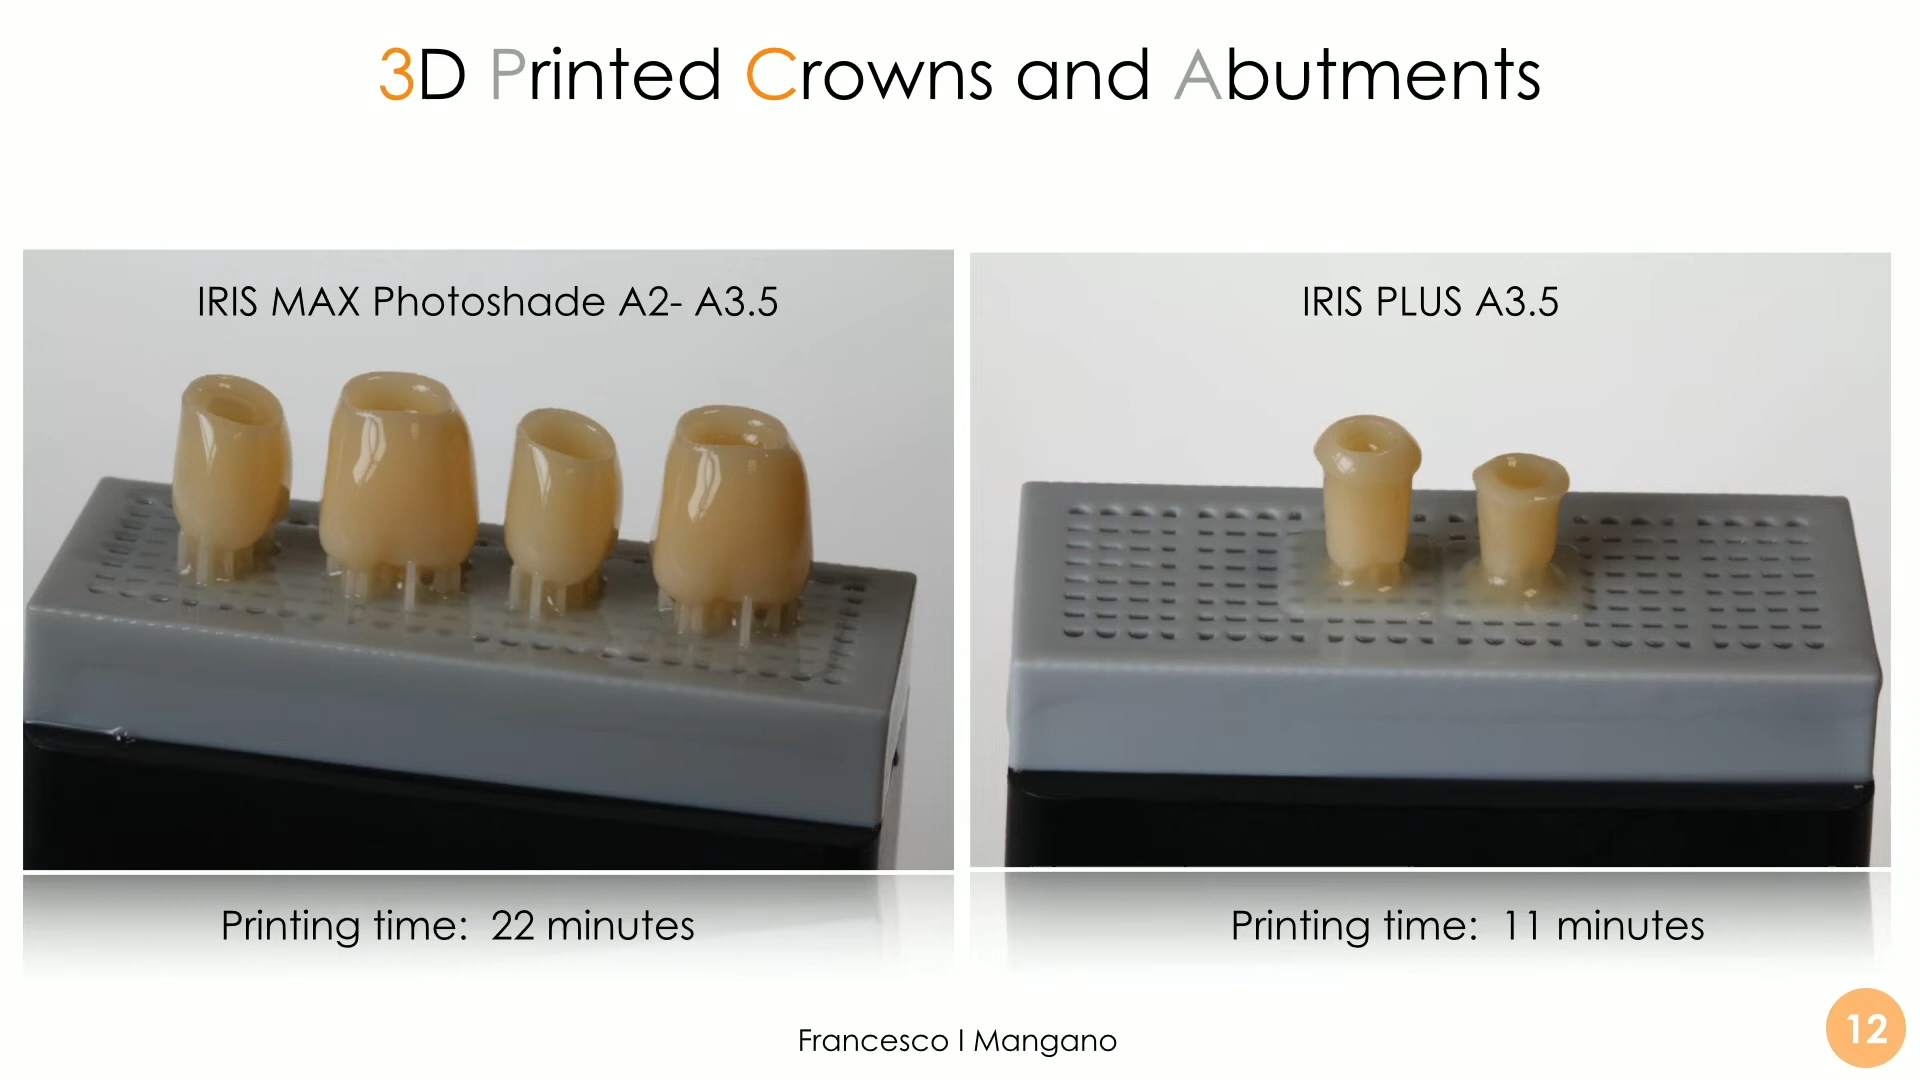 3D Printed Crowns and Abutments
IRIS MAX Photoshade A2- A3.5
IRIS PLUS A3.5
Printing time:  22 minutes
Printing time:  11 minutes
Francesco I Mangano
12